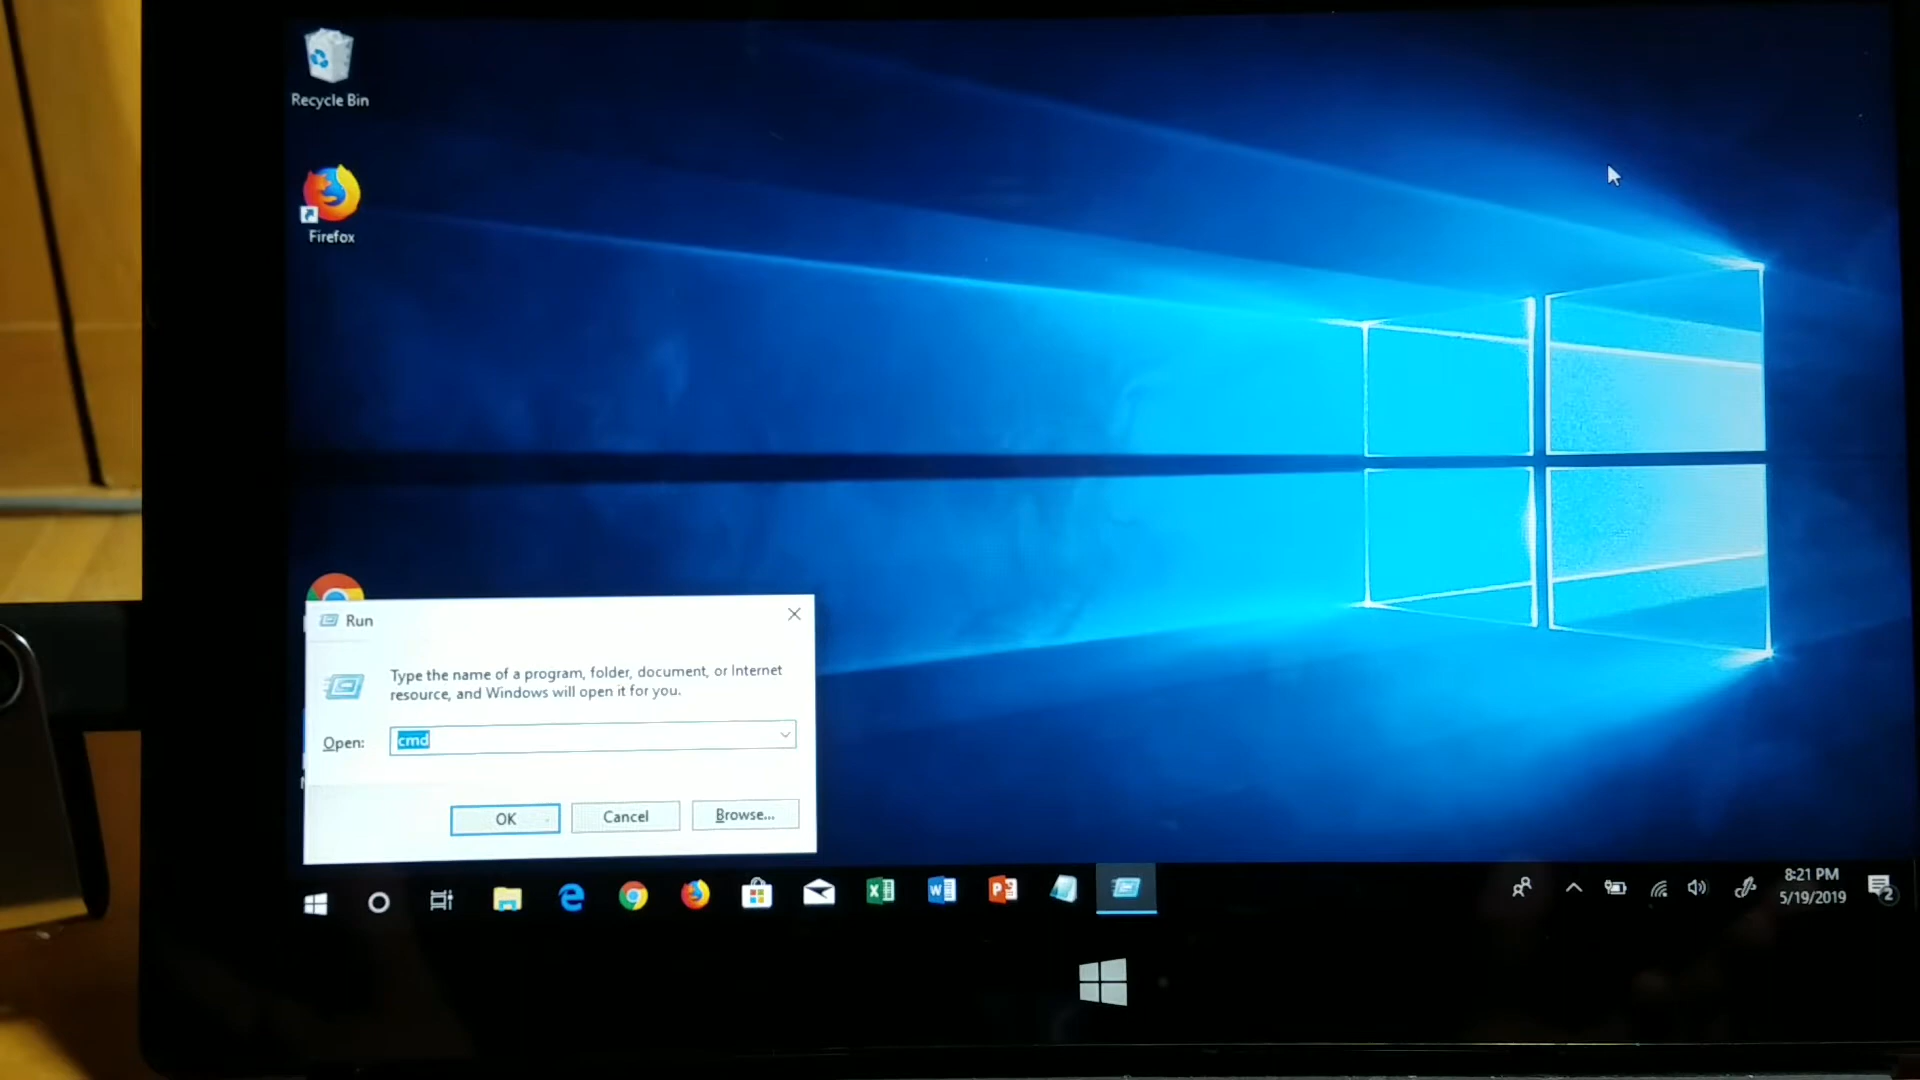 Recycle Bin
Firefox
Run
Type the name of a program, folder, document, or Internet
resource, and Windows will open it for you.
Open:
cmd
OK
Cancel
Browse...
8:21 PM
5/19/2019
2